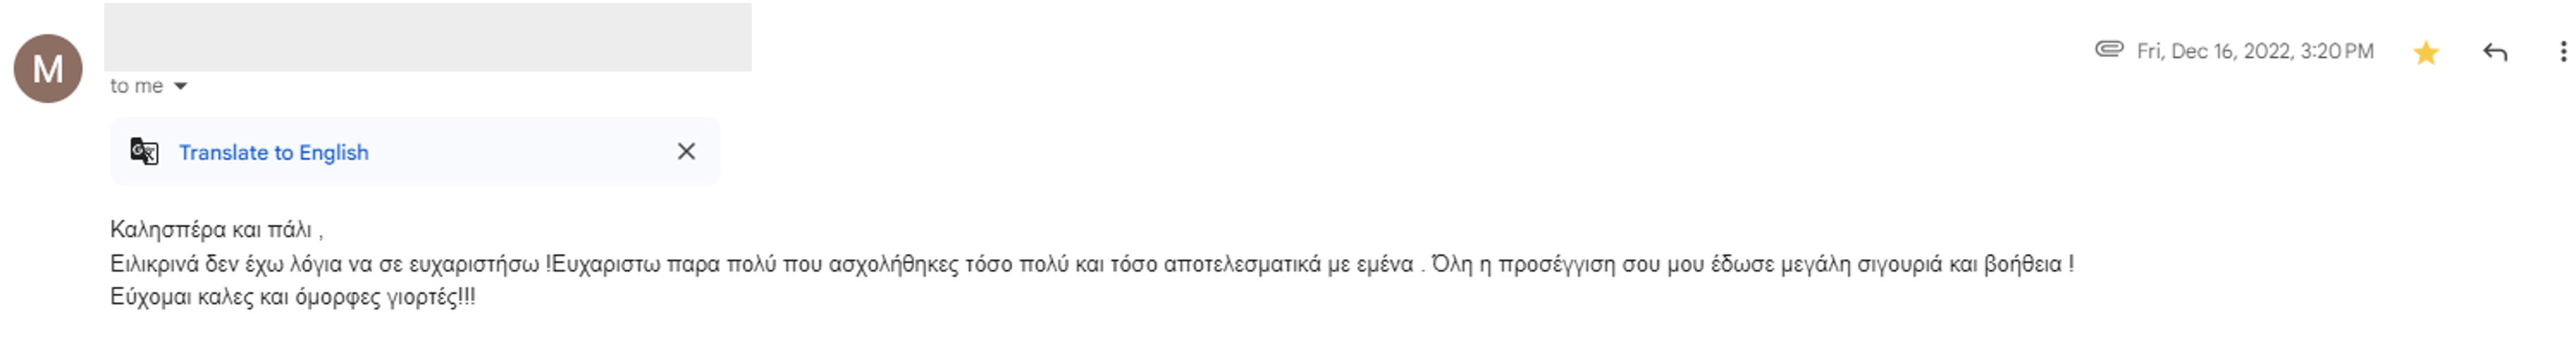 M
Fri, Dec 16, 2022, 3:20 PM
to me
Translate to English
Καλησπέρα και πάλι ,
Ειλικρινά δεν έχω λόγια να σε ευχαριστήσω !Ευχαριστω παρα πολύ που ασχολήθηκες τόσο πολύ και τόσο αποτελεσματικά με εμένα . Όλη η προσέγγιση σου μου έδωσε μεγάλη σιγουριά και βοήθεια !
Εύχομαι καλες και όμορφες γιορτές!!!